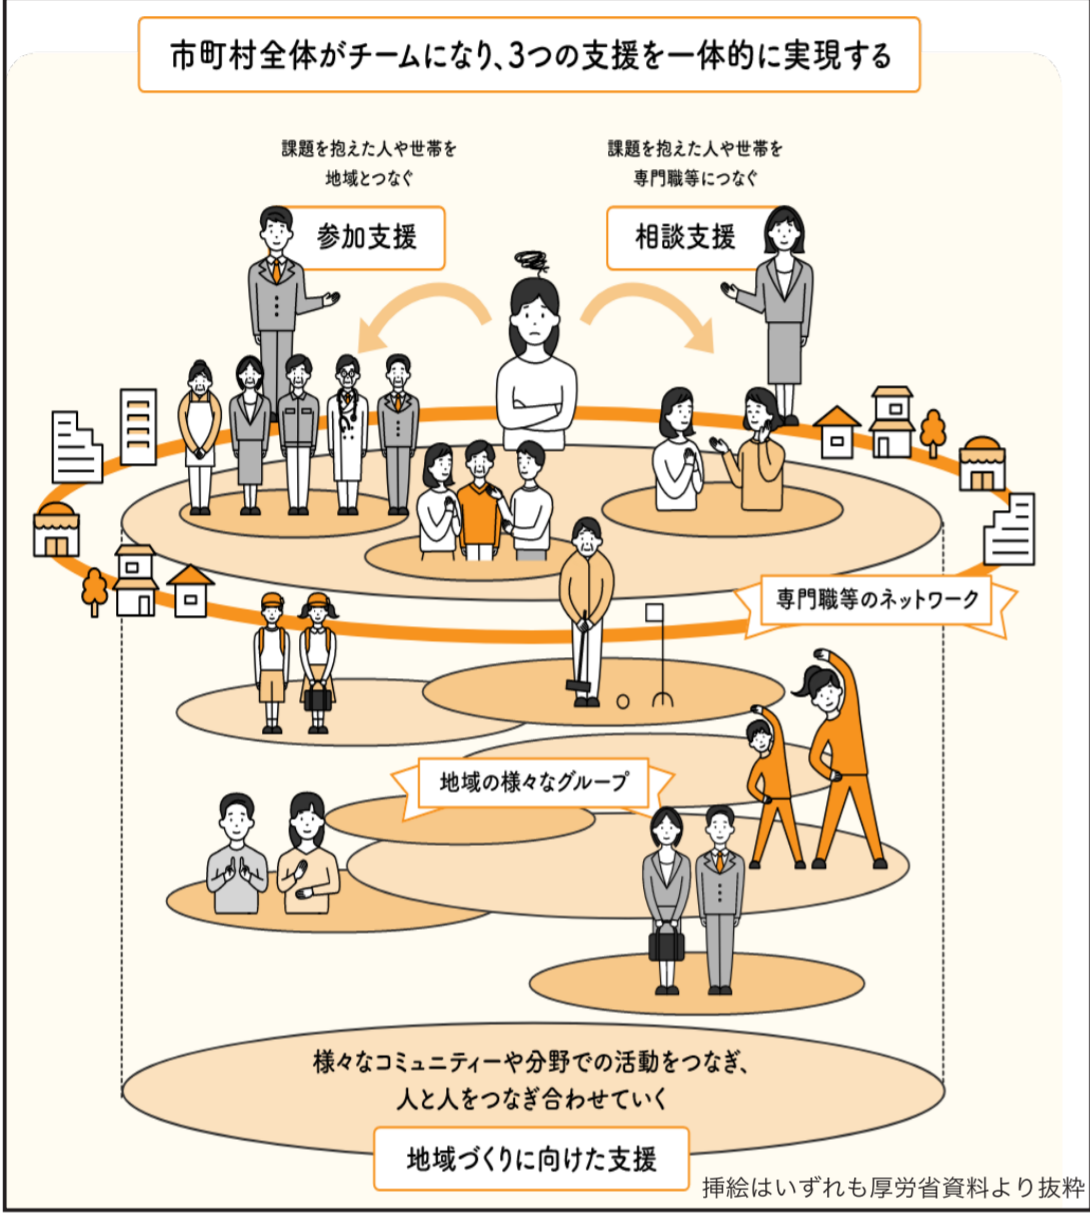 市町村全体がチームになり、3つの支援を一体的に実現する
課題を抱えた人や世帯を
地域とつなぐ
参加支援
課題を抱えた人や世帯を
専門職等につなぐ
相談支援
専門職等のネットワーク
地域の様々なグループ
様々なコミュニティーや分野での活動をつなぎ、
人と人をつなぎ合わせていく
地域づくりに向けた支援
挿絵はいずれも厚労省資料より抜粋